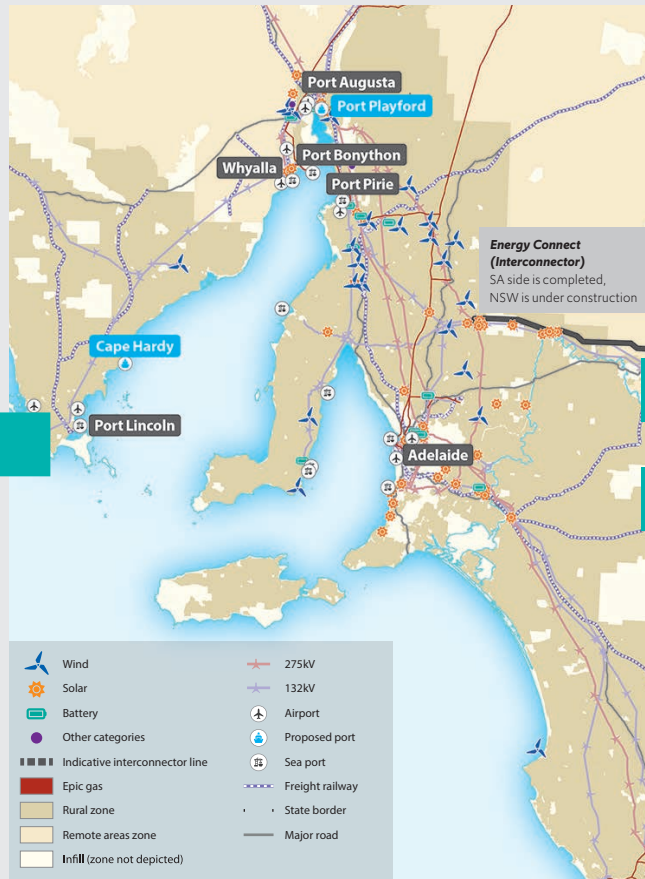 Port Augusta
Port Playford
Port Bonython
Whyalla
Port Pirie
Energy Connect
(Interconnector)
SA side is completed,
NSW is under construction
Cape Hardy
Port Lincoln
Adelaide
Wind
Solar
Battery
Other categories
Indicative interconnector line
Epic gas
Rural zone
Remote areas zone
Infill (zone not depicted)
275kV
132kV
Airport
Proposed port
Sea port
Freight railway
State border
Major road